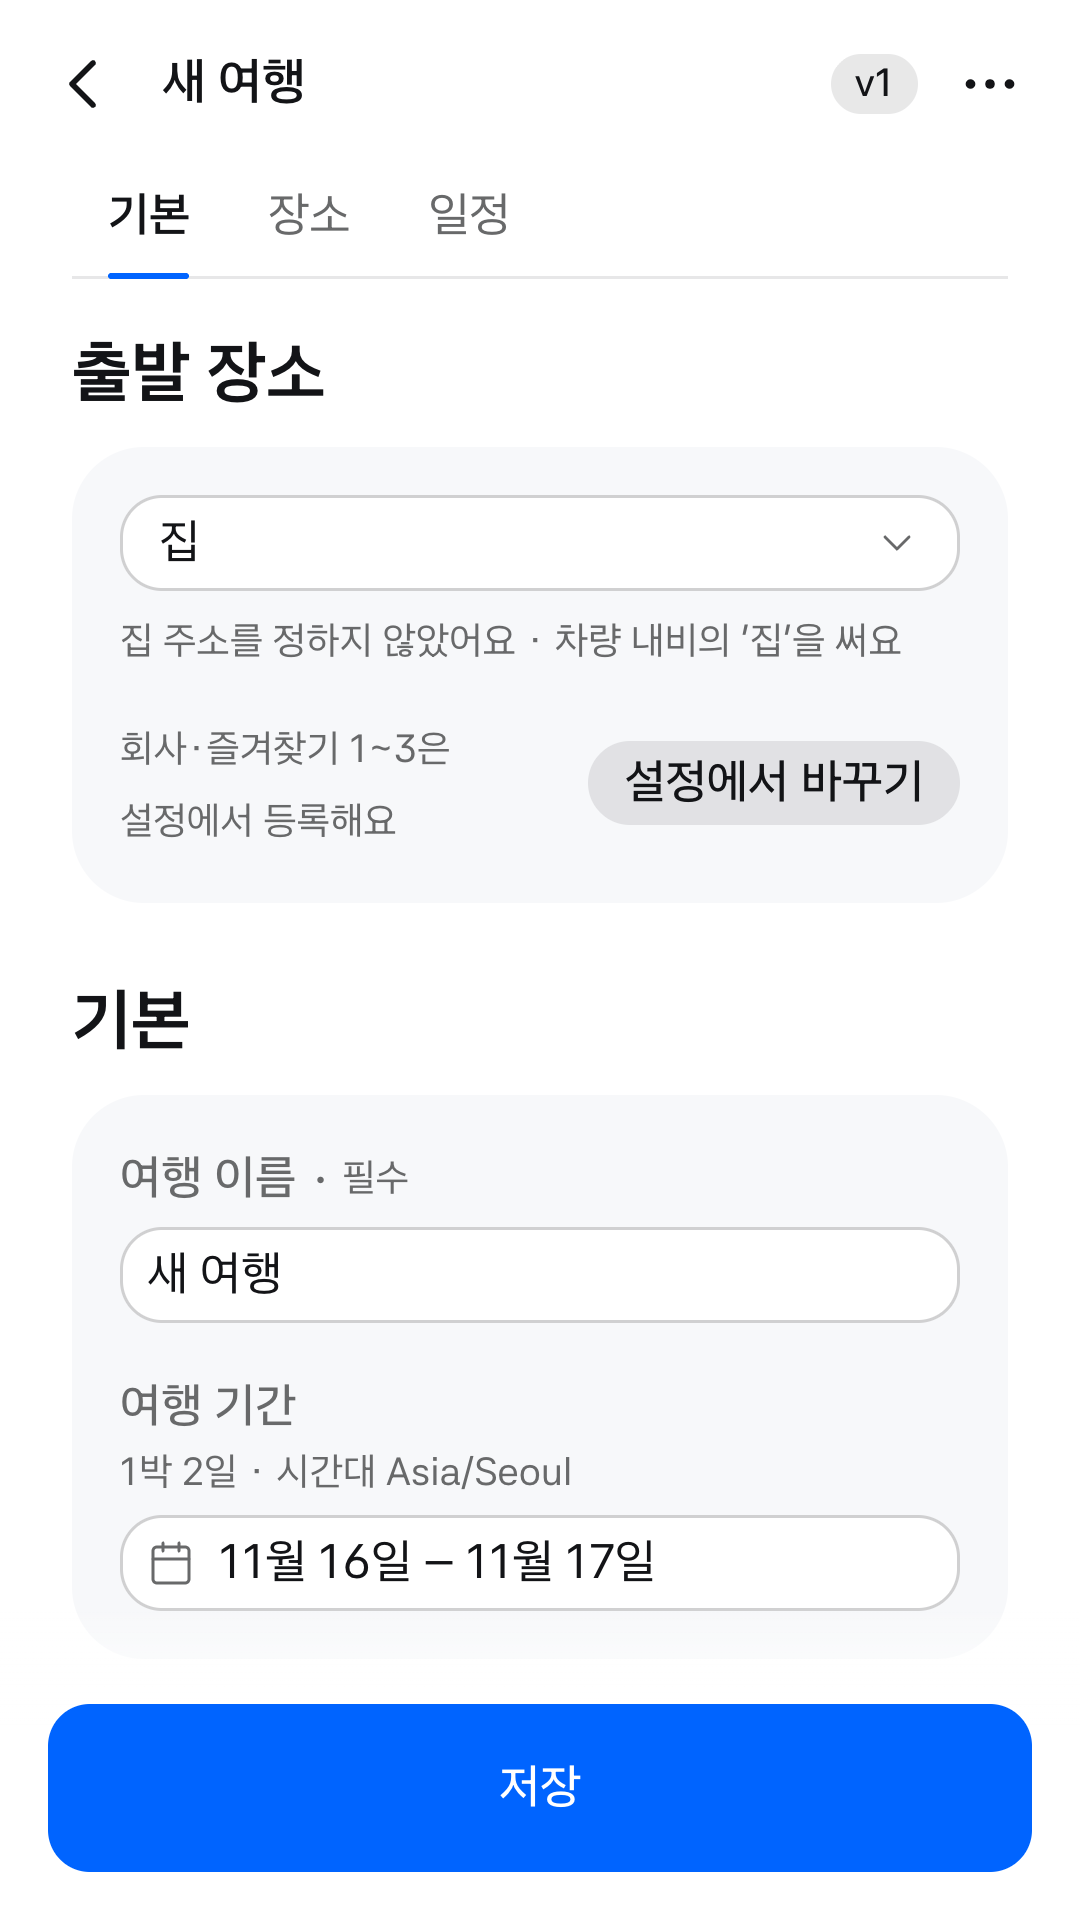 새 여행
v1
기본
장소
일정
출발 장소
집
집 주소를 정하지 않았어요 · 차량 내비의 '집'을 써요
회사·즐겨찾기 1~3은
설정에서 등록해요
설정에서 바꾸기
기본
여행 이름 · 필수
새 여행
여행 기간
1박 2일 · 시간대 Asia/Seoul
11월 16일 – 11월 17일
저장